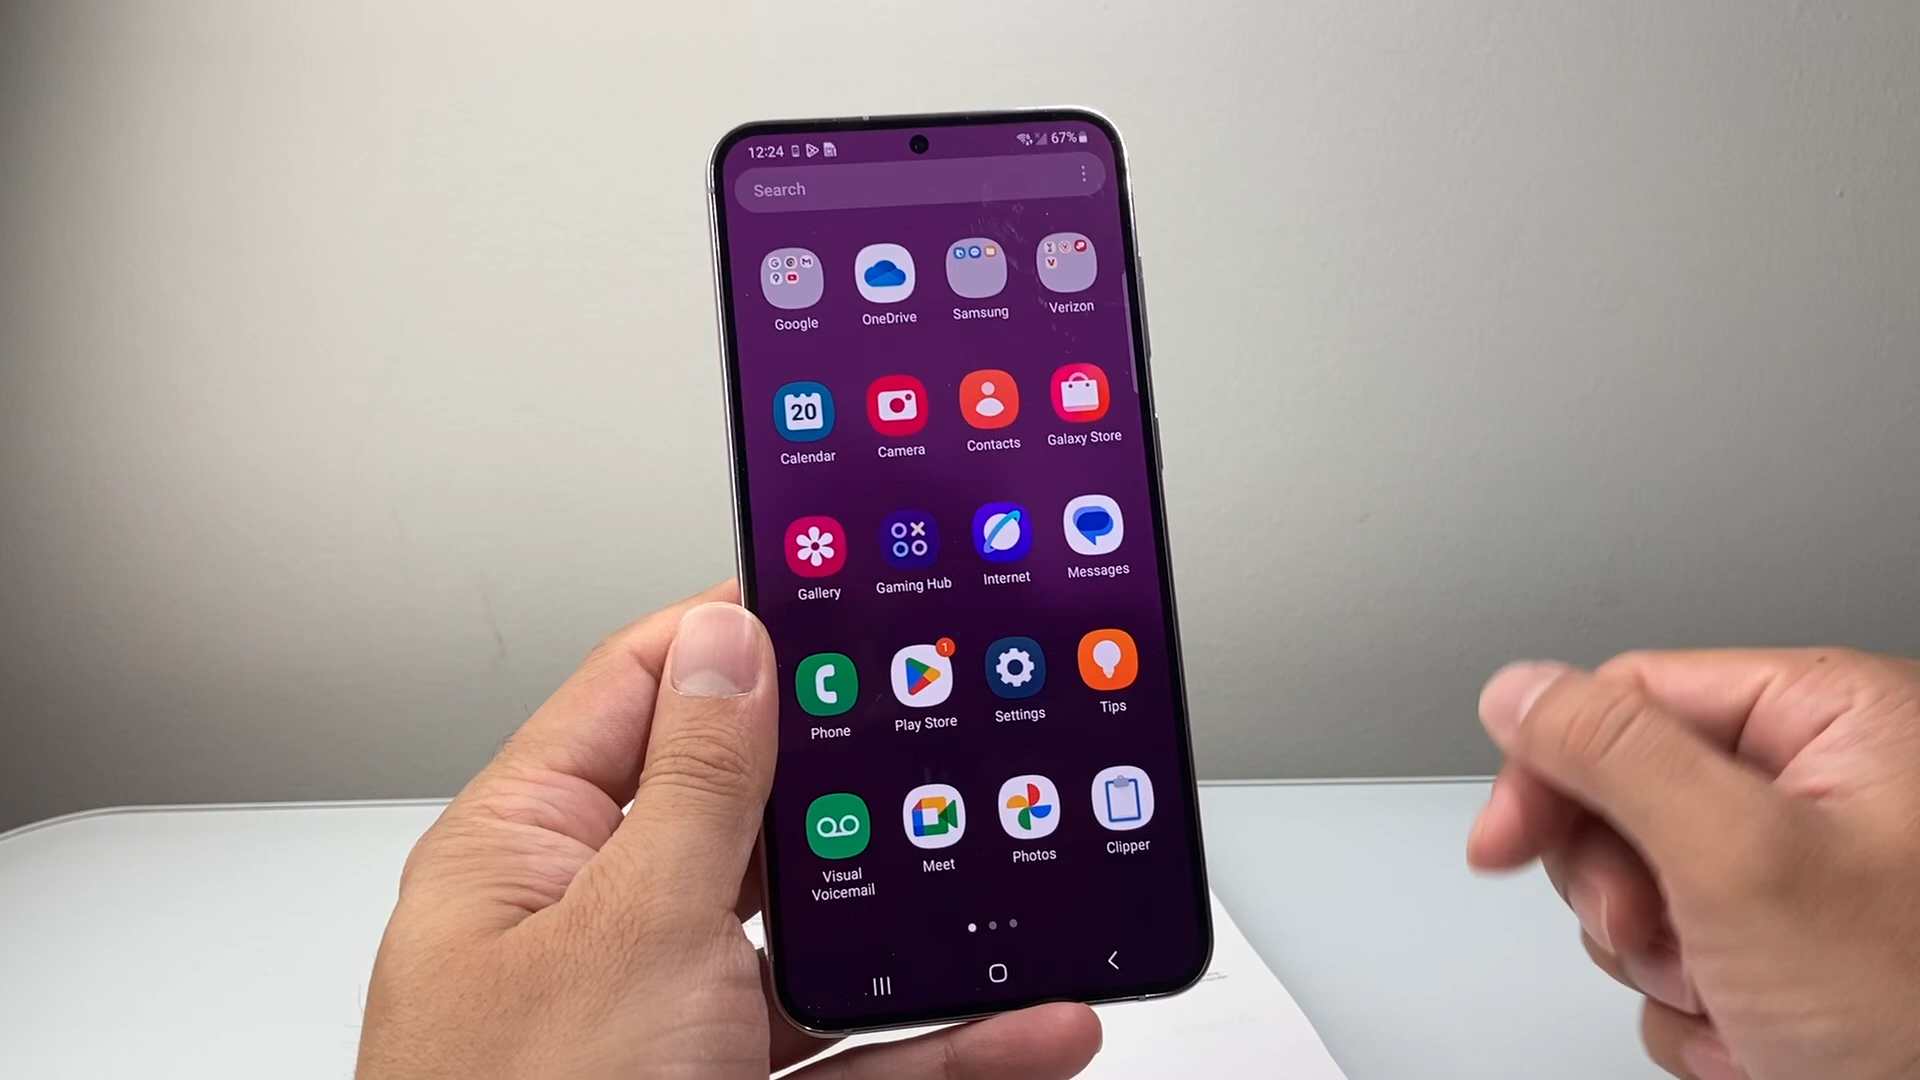 12:24
67%
Search
Google
OneDrive
Samsung
Verizon
20
Calendar
Camera
Contacts
Galaxy Store
Gallery
Gaming Hub
Internet
Messages
1
Phone
Play Store
Settings
Tips
Visual
Voicemail
Meet
Photos
Clipper